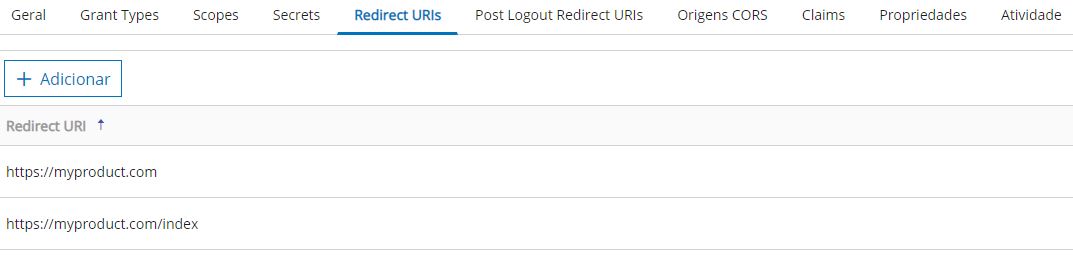 Geral Grant Types Scopes Secrets Redirect URIs Post Logout Redirect URIs Origens CORS Claims Propriedades Atividade
+ Adicionar
Redirect URI ↑
https://myproduct.com
https://myproduct.com/index